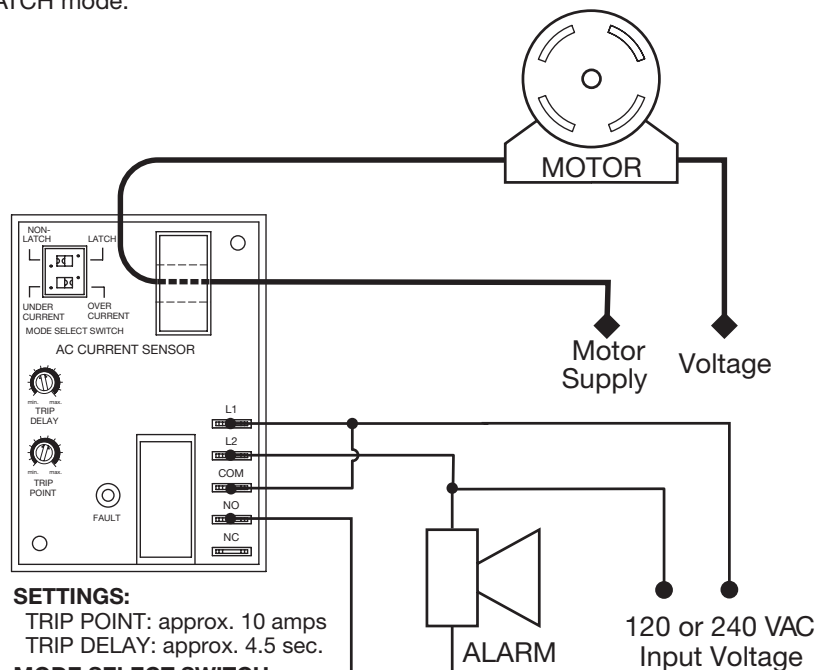 ATCH mode.
MOTOR
NON-
LATCH
LATCH
UNDER
CURRENT
OVER
CURRENT
MODE SELECT SWITCH
AC CURRENT SENSOR
Motor
Supply
Voltage
min. max.
TRIP
DELAY
min. max.
TRIP
POINT
FAULT
L1
L2
COM
NO
NC
SETTINGS:
TRIP POINT: approx. 10 amps
TRIP DELAY: approx. 4.5 sec.
MODE SELECT SWITCH
ALARM
120 or 240 VAC
Input Voltage